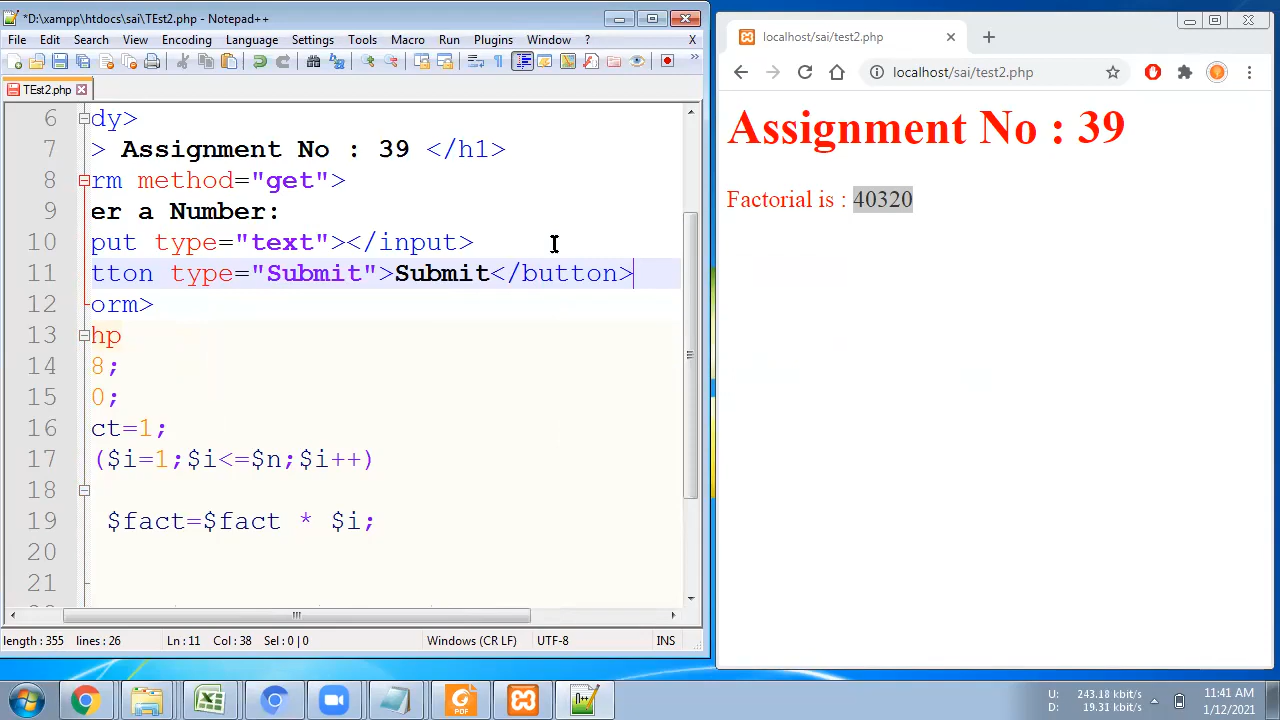 *D:\xampp\htdocs\sai\TEst2.php - Notepad++
File Edit Search View Encoding Language Settings Tools Macro Run Plugins Window ? X
TEst2.php
6 dy>
7 > Assignment No : 39 </h1>
8 rm method="get">
9 er a Number:
10 put type="text"></input>
11 tton type="Submit">Submit</button>
12 orm>
13 hp
14 8;
15 0;
16 ct=1;
17 ($i=1;$i<=$n;$i++)
18
19 $fact=$fact * $i;
20
21
length : 355 lines : 26 Ln : 11 Col : 38 Sel : 0 | 0 Windows (CR LF) UTF-8 INS
localhost/sai/test2.php
localhost/sai/test2.php
Assignment No : 39
Factorial is : 40320
U: 243.18 kbit/s
D: 19.31 kbit/s
11:41 AM
1/12/2021